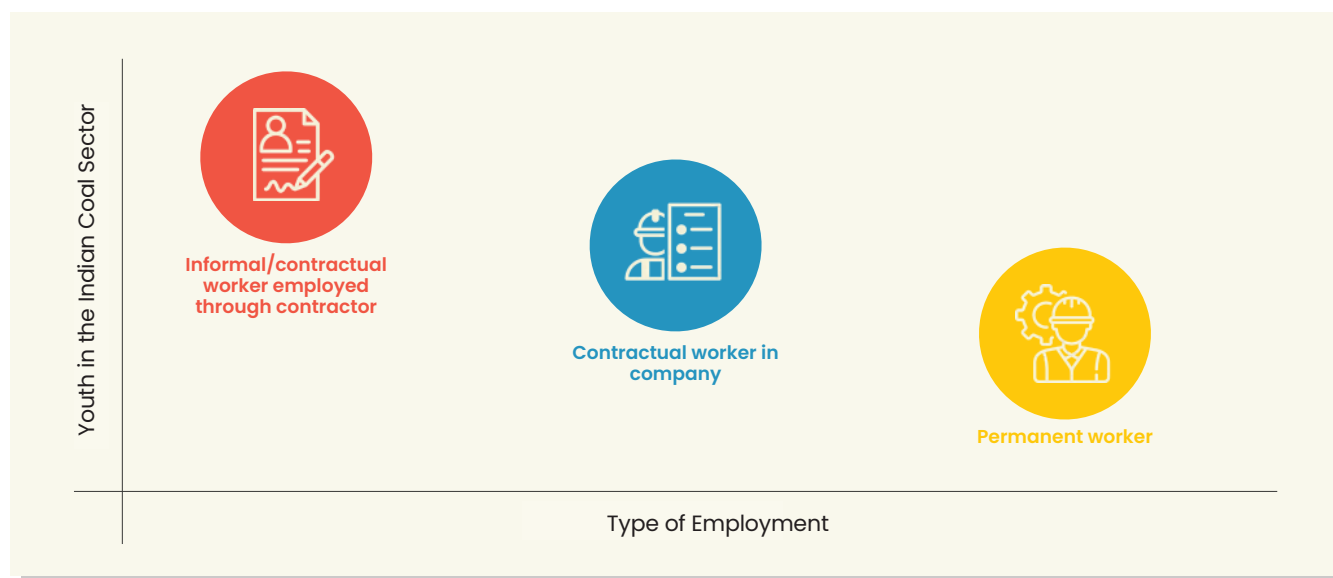 Youth in the Indian Coal Sector
Informal/contractual
worker employed
through contractor
Contractual worker in
company
Permanent worker
Type of Employment